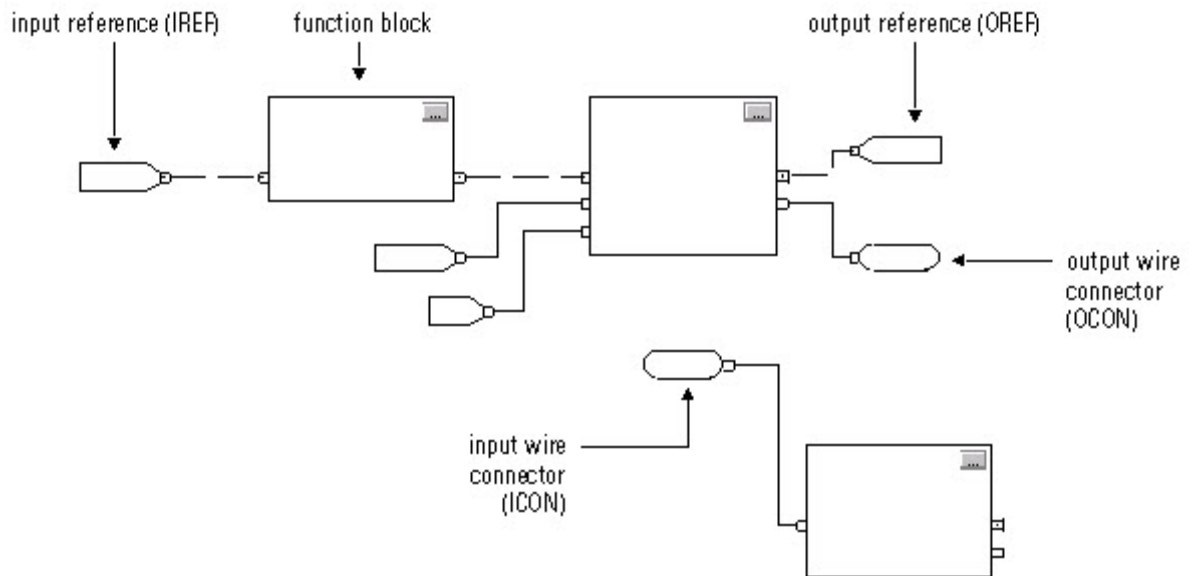 input reference (IREF)
function block
output reference (OREF)
...
...
output wire
connector
(OCON)
input wire
connector
(ICON)
...